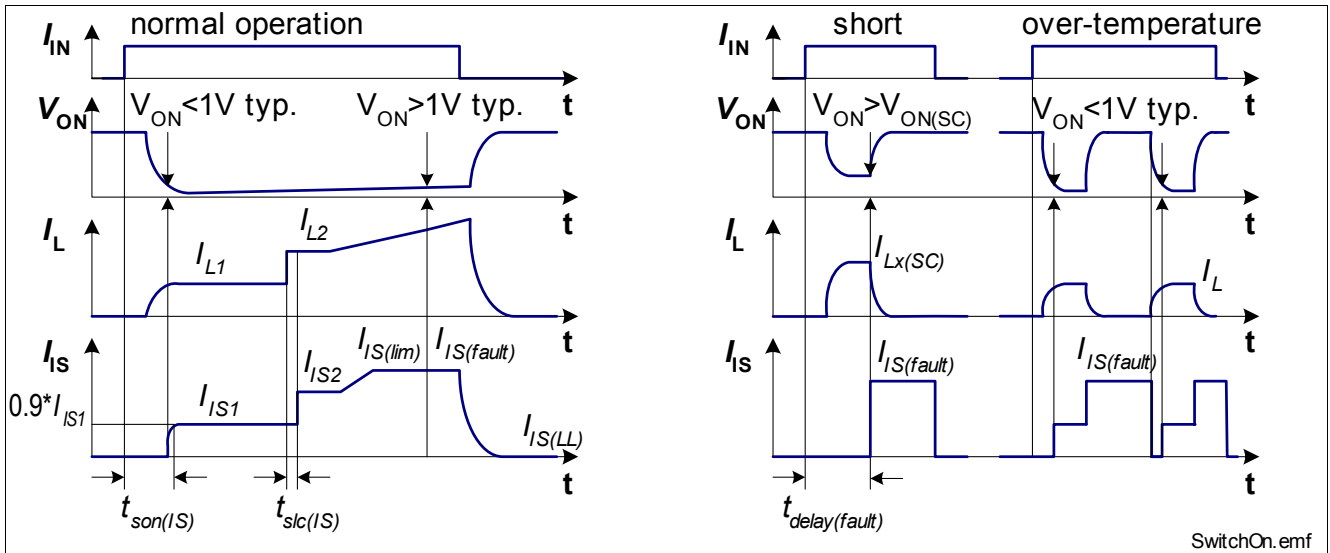 normal operation
short
over-temperature
I_IN
t
I_IN
t
V_ON
V_ON<1V typ.
V_ON>1V typ.
t
V_ON
V_ON>V_ON(SC)
V_ON<1V typ.
t
I_L
I_L1
I_L2
t
I_L
I_Lx(SC)
I_L
t
I_IS
0.9*I_IS1
I_IS1
I_IS2
I_IS(lim)
I_IS(fault)
I_IS(LL)
t
I_IS
I_IS(fault)
I_IS(fault)
t
t_son(IS)
t_slc(IS)
t_delay(fault)
SwitchOn.emf